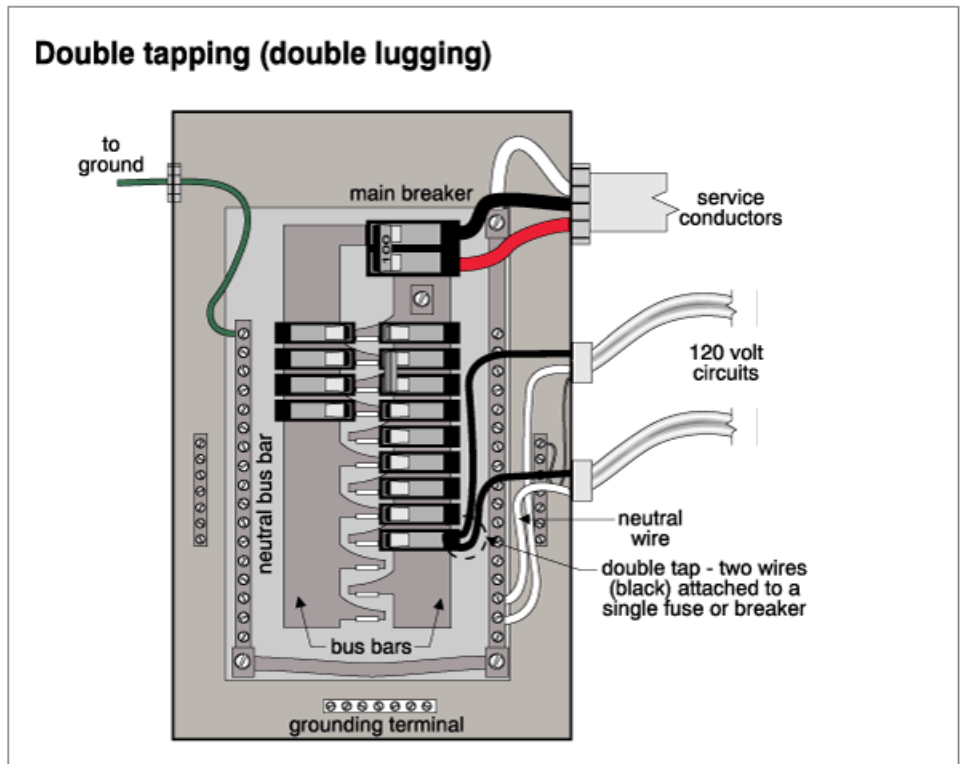 Double tapping (double lugging)
to
ground
main breaker
service
conductors
100
120 volt
circuits
neutral bus bar
neutral
wire
double tap - two wires
(black) attached to a
single fuse or breaker
bus bars
grounding terminal